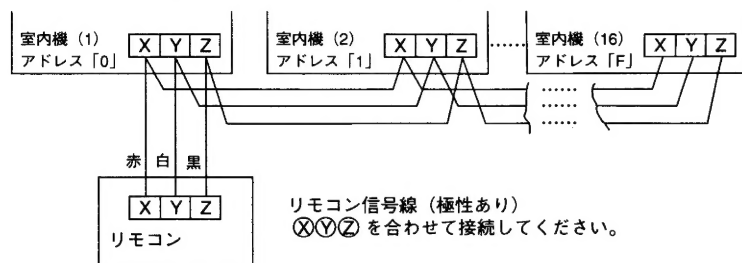 室内機（1）
アドレス「0」
X Y Z
室内機（2）
アドレス「1」
X Y Z
……
室内機（16）
アドレス「F」
X Y Z
……
……
赤 白 黒
X Y Z
リモコン
リモコン信号線（極性あり）
ⓍⓎⓏ を合わせて接続してください。